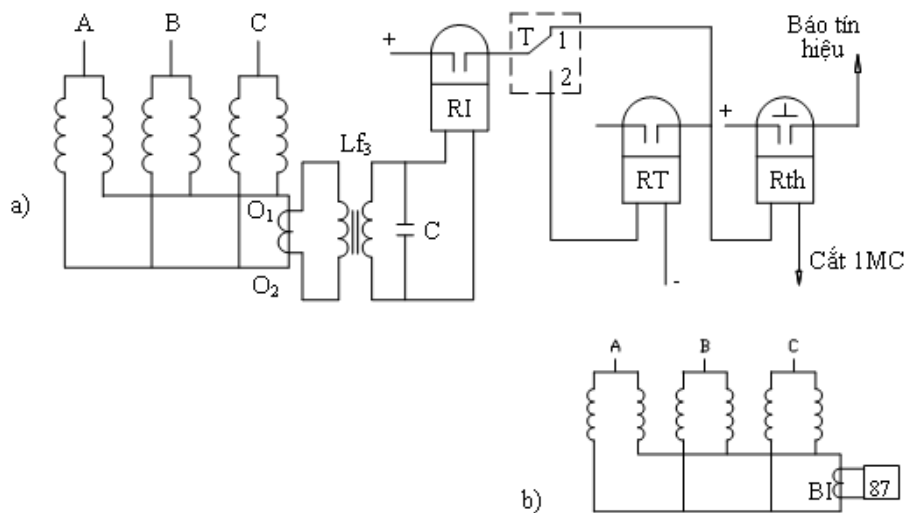 A B C
+
T 1
2
Báo tín
hiệu
RI
+
Lf₃
RT
Rth
a)
O₁
C
O₂
-
Cắt 1MC
A B C
b)
BI 87